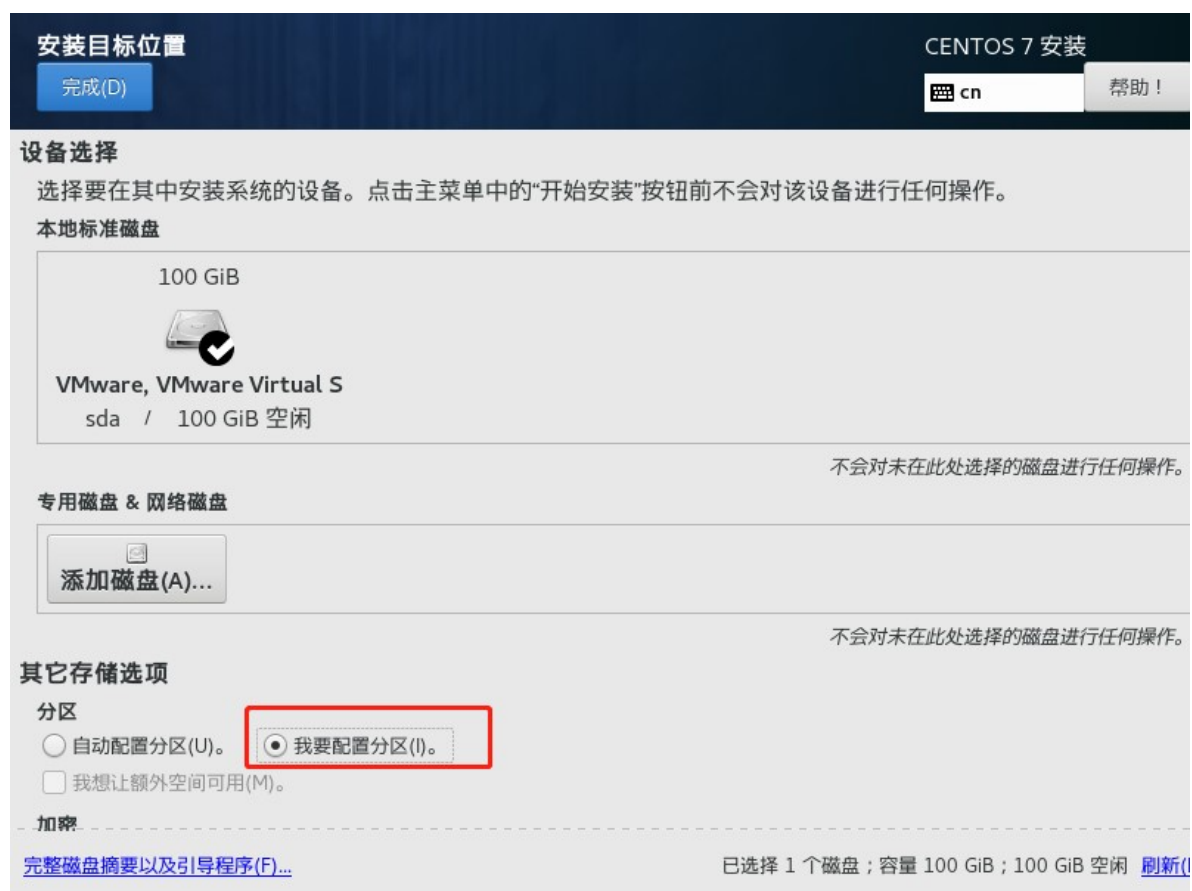 安装目标位置
CENTOS 7 安装
完成(D)
cn
帮助！
设备选择
选择要在其中安装系统的设备。点击主菜单中的“开始安装”按钮前不会对该设备进行任何操作。
本地标准磁盘
100 GiB
VMware, VMware Virtual S
sda / 100 GiB 空闲
不会对未在此处选择的磁盘进行任何操作。
专用磁盘 & 网络磁盘
添加磁盘(A)...
不会对未在此处选择的磁盘进行任何操作。
其它存储选项
分区
自动配置分区(U)。
我要配置分区(I)。
我想让额外空间可用(M)。
加密
完整磁盘摘要以及引导程序(F)...
已选择 1 个磁盘；容量 100 GiB；100 GiB 空闲 刷新(